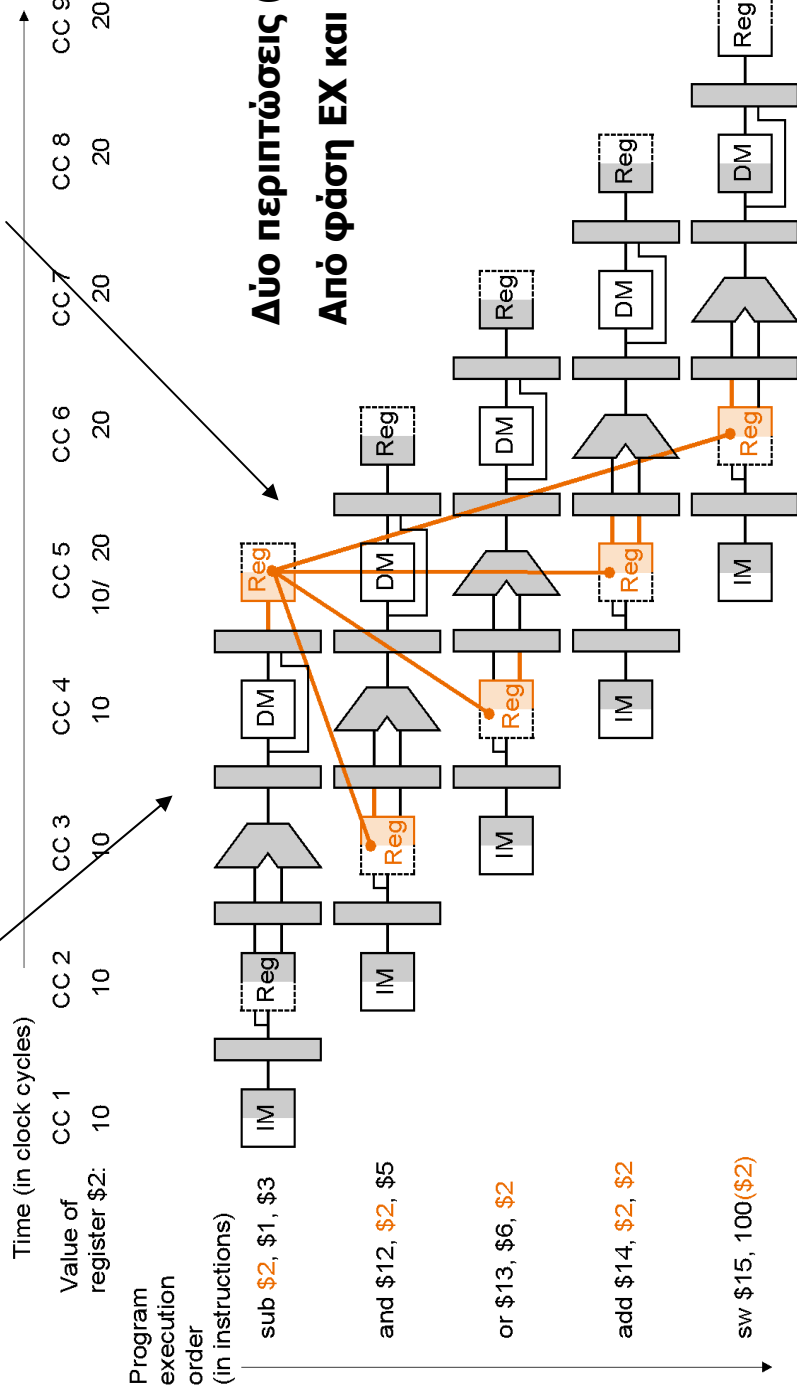 Time (in clock cycles)
Value of register $2:
CC 1 CC 2 CC 3 CC 4 CC 5 CC 6 CC 7 CC 8 CC 9
10 10 10 10 10/ 20 20 20 20 20
Δύο περιπτώσεις (
Από φάση EX και
Program
execution
order
(in instructions)
sub $2, $1, $3
IM Reg DM Reg
and $12, $2, $5
IM Reg DM Reg
or $13, $6, $2
IM Reg DM Reg
add $14, $2, $2
IM Reg DM Reg
sw $15, 100($2)
IM Reg DM Reg